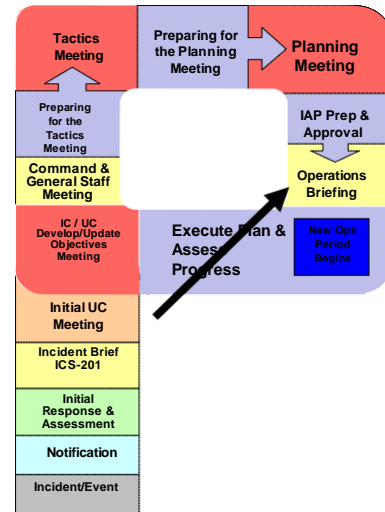 Tactics
Meeting
Preparing for
the Planning
Meeting
Planning
Meeting
Preparing
for the
Tactics
Meeting
IAP Prep &
Approval
Command &
General Staff
Meeting
Operations
Briefing
IC / UC
Develop/Update
Objectives
Meeting
Execute Plan &
Assess
Progress
New Ops
Period
Begins
Initial UC
Meeting
Incident Brief
ICS-201
Initial
Response &
Assessment
Notification
Incident/Event